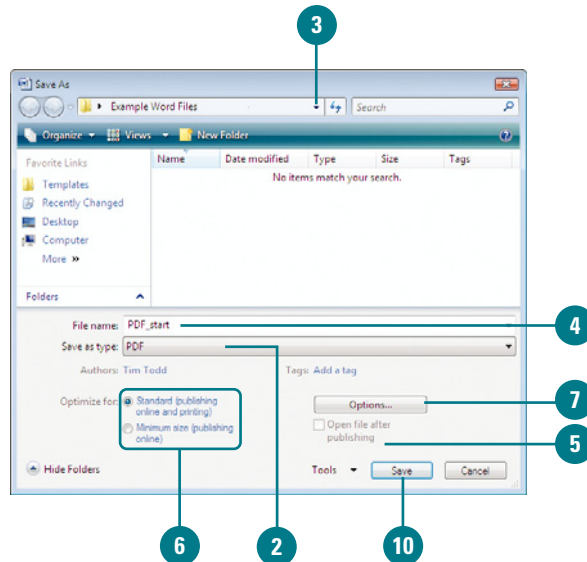 3
Save As
Example Word Files
Search
Organize
Views
New Folder
Favorite Links
Name
Date modified
Type
Size
Tags
No items match your search.
Templates
Recently Changed
Desktop
Computer
More »
Folders
File name: PDF_start
4
Save as type: PDF
Authors: Tim Todd
Tags: Add a tag
Optimize for:
Standard (publishing
online and printing)
Minimum size (publishing
online)
Options...
7
Open file after
publishing
5
Hide Folders
Tools
Save
Cancel
6
2
10